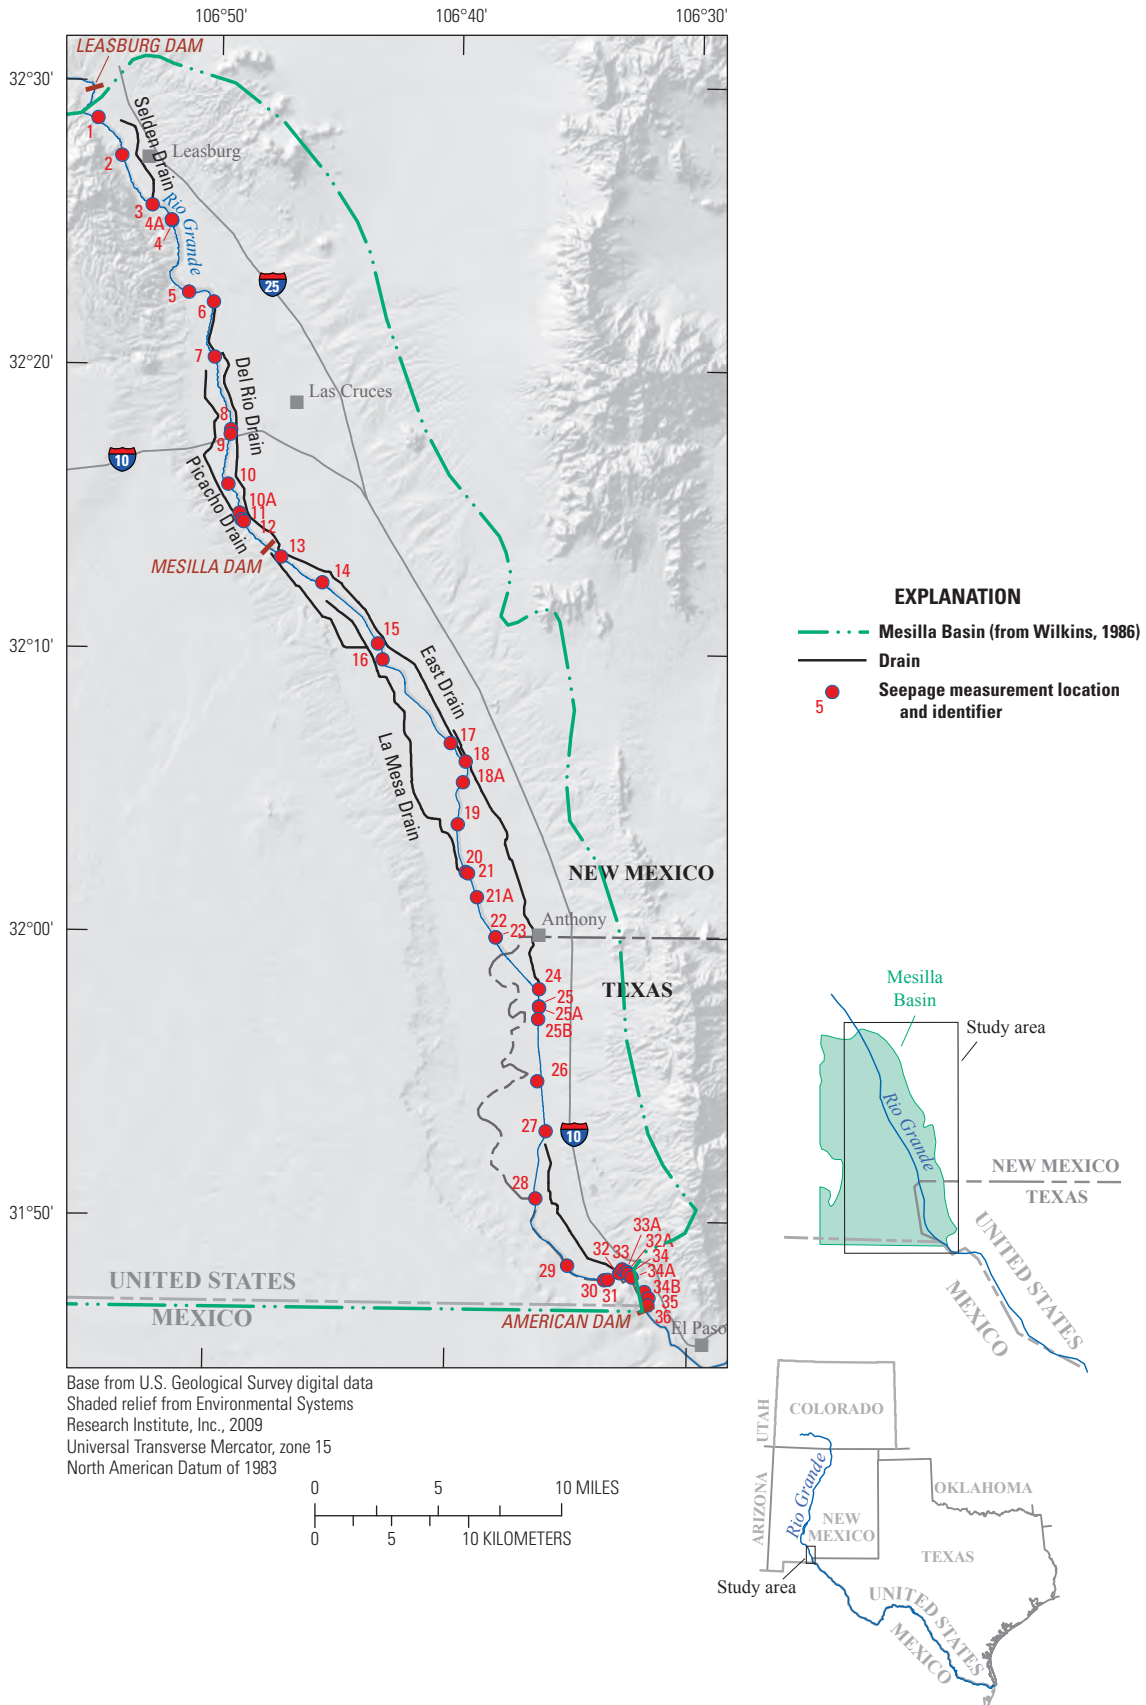 106°50'
106°40'
106°30'
LEASBURG DAM
32°30'
1
Selden Drain
2
Leasburg
3
4A
4
Rio Grande
5
25
6
7
32°20'
Del Rio Drain
Las Cruces
8
9
10
Picacho Drain
10
10A
11
12
MESILLA DAM
13
14
15
32°10'
16
East Drain
17
18
La Mesa Drain
18A
19
20
21
NEW MEXICO
21A
22
23
Anthony
32°00'
24
TEXAS
25
25A
25B
26
27
10
28
31°50'
33A
32
33
32A
34
29
34A
30
31
34B
35
36
UNITED STATES
MEXICO
AMERICAN DAM
El Paso
EXPLANATION
Mesilla Basin (from Wilkins, 1986)
Drain
Seepage measurement location
and identifier
5
Mesilla
Basin
Study area
Rio Grande
NEW MEXICO
TEXAS
UNITED STATES
MEXICO
Base from U.S. Geological Survey digital data
Shaded relief from Environmental Systems
Research Institute, Inc., 2009
Universal Transverse Mercator, zone 15
North American Datum of 1983
0 5 10 MILES
0 5 10 KILOMETERS
UTAH
COLORADO
ARIZONA
Rio Grande
NEW
MEXICO
OKLAHOMA
TEXAS
Study area
UNITED STATES
MEXICO